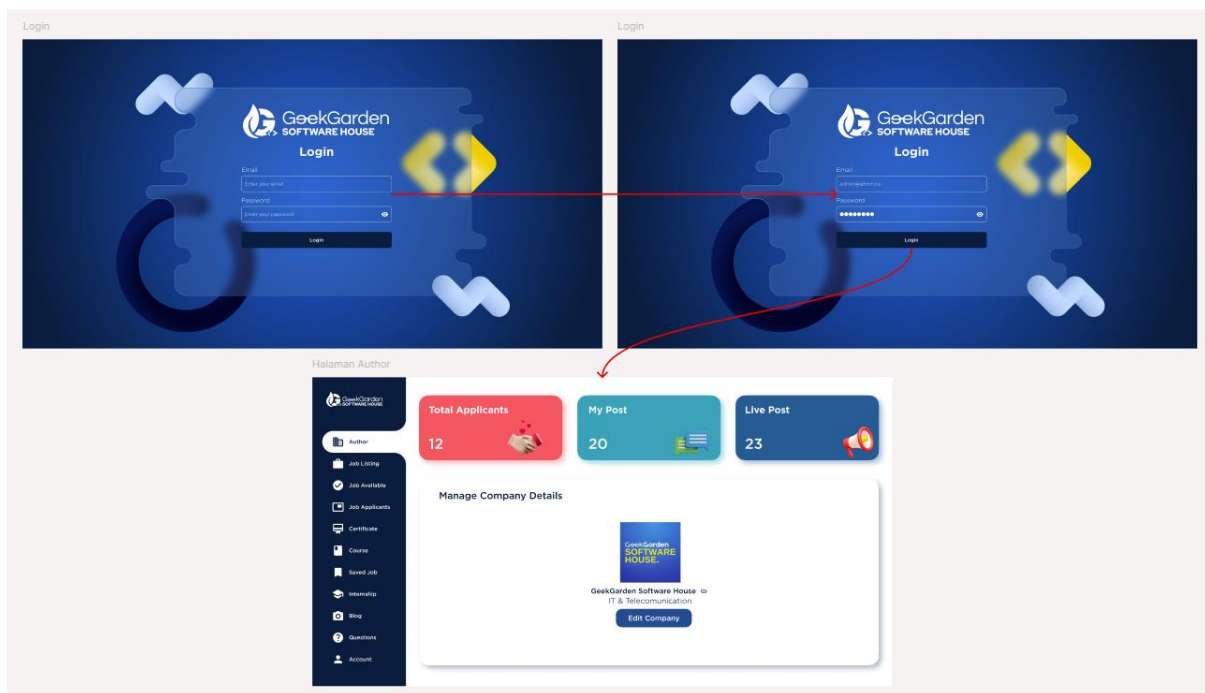 Login
GeekGarden
SOFTWARE HOUSE
Login
Email
Enter your email
Password
Enter your password
Login
Login
GeekGarden
SOFTWARE HOUSE
Login
Email
Password
Login
Halaman Author
GeekGarden
SOFTWARE HOUSE
Author
Job Listing
Job Available
Job Applicants
Certificate
Course
Saved Job
Internship
Blog
Questions
Account
Total Applicants
12
My Post
20
Live Post
23
Manage Company Details
GeekGarden
SOFTWARE
HOUSE.
GeekGarden Software House
IT & Telecomunication
Edit Company